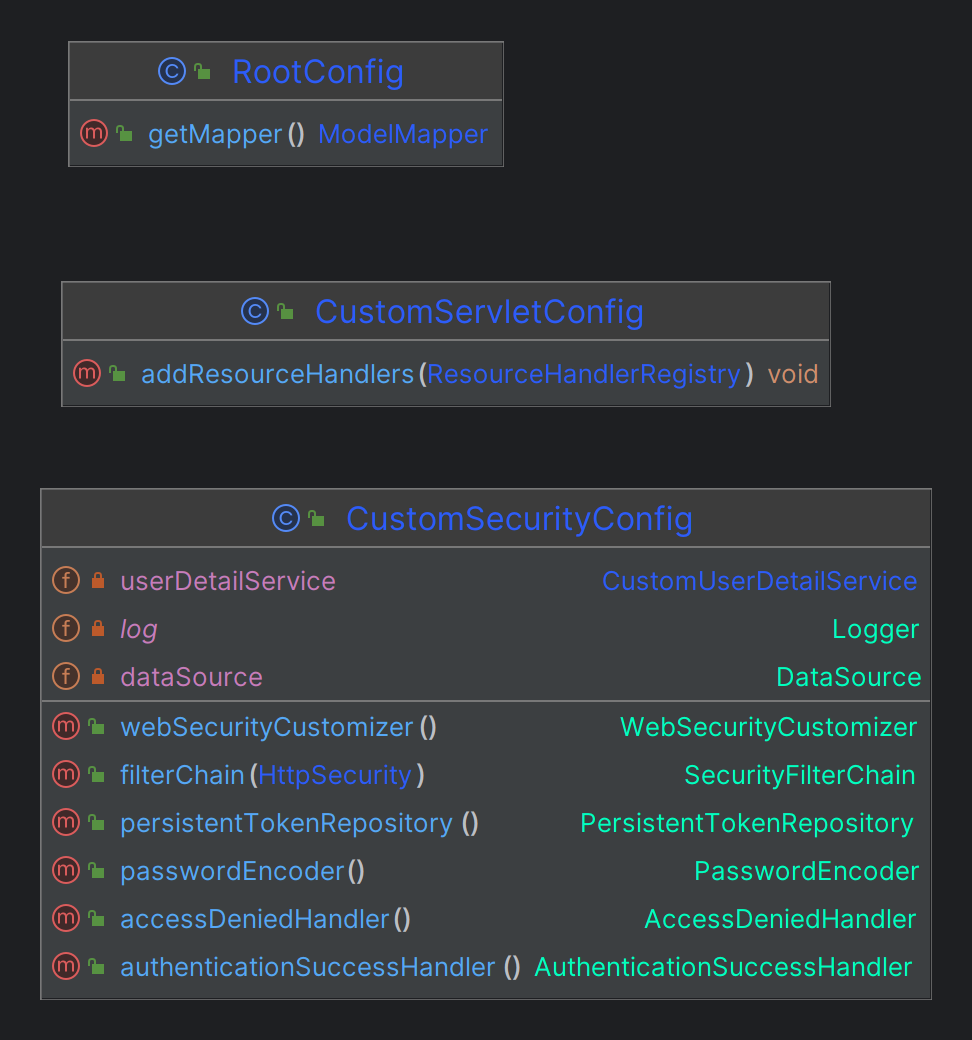 C RootConfig
m getMapper() ModelMapper
C CustomServletConfig
m addResourceHandlers(ResourceHandlerRegistry) void
C CustomSecurityConfig
f userDetailService CustomUserDetailService
f log Logger
f dataSource DataSource
m webSecurityCustomizer() WebSecurityCustomizer
m filterChain(HttpSecurity) SecurityFilterChain
m persistentTokenRepository() PersistentTokenRepository
m passwordEncoder() PasswordEncoder
m accessDeniedHandler() AccessDeniedHandler
m authenticationSuccessHandler() AuthenticationSuccessHandler